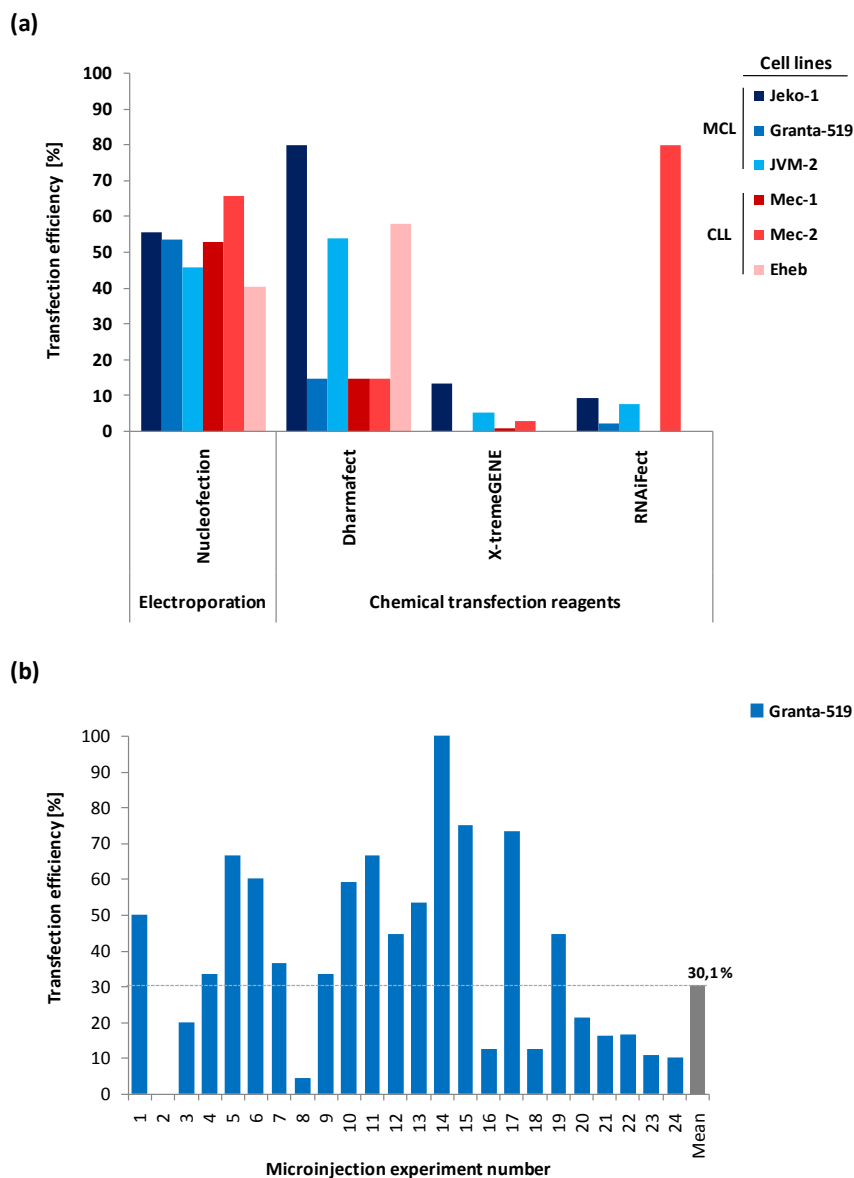 (a)
Transfection efficiency [%]
100
90
80
70
60
50
40
30
20
10
0
Cell lines
MCL
Jeko-1
Granta-519
JVM-2
CLL
Mec-1
Mec-2
Eheb
Nucleofection
Dharmafect
X-tremeGENE
RNAiFect
Electroporation
Chemical transfection reagents
(b)
Granta-519
Transfection efficiency [%]
100
90
80
70
60
50
40
30
20
10
0
30,1 %
1 2 3 4 5 6 7 8 9 10 11 12 13 14 15 16 17 18 19 20 21 22 23 24 Mean
Microinjection experiment number